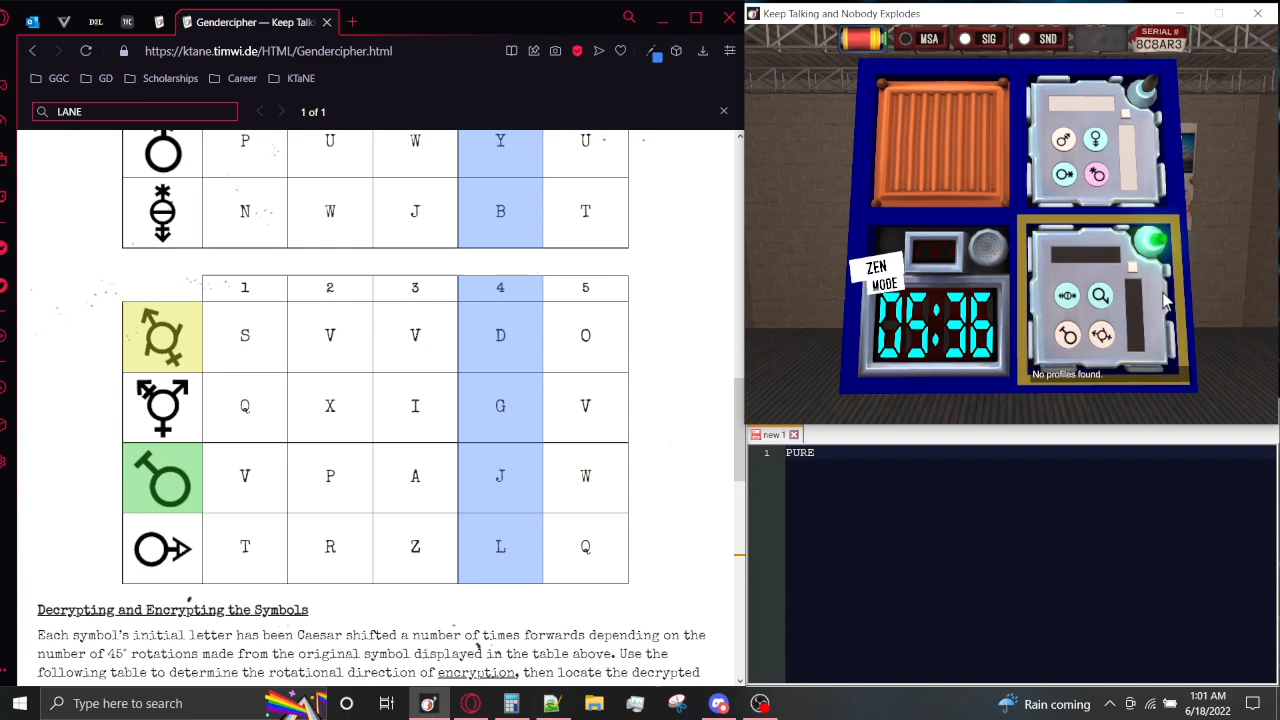 Gendercipher — Keep Talki
Keep Talking and Nobody Explodes
https://ktane.timwi.de/HTML/Gendercipher.html
GGC GD Scholarships Career KTaNE
LANE 1 of 1
P U W Y U
N W J B T
1 2 3 4 5
S V V D O
Q X I G V
V P A J W
T R Z L Q
Decrypting and Encrypting the Symbols
Each symbol's initial letter has been Caesar shifted a number of times forwards depending on the
number of 45° rotations made from the original symbol displayed in the table above. Use the
following table to determine the rotational direction of encryption, then locate the decrypted
MSA SIG SND
SERIAL #
8C8AR3
ZEN
MODE
05:36
No profiles found.
new 1
1 PURE
Type here to search
Rain coming
1:01 AM
6/18/2022